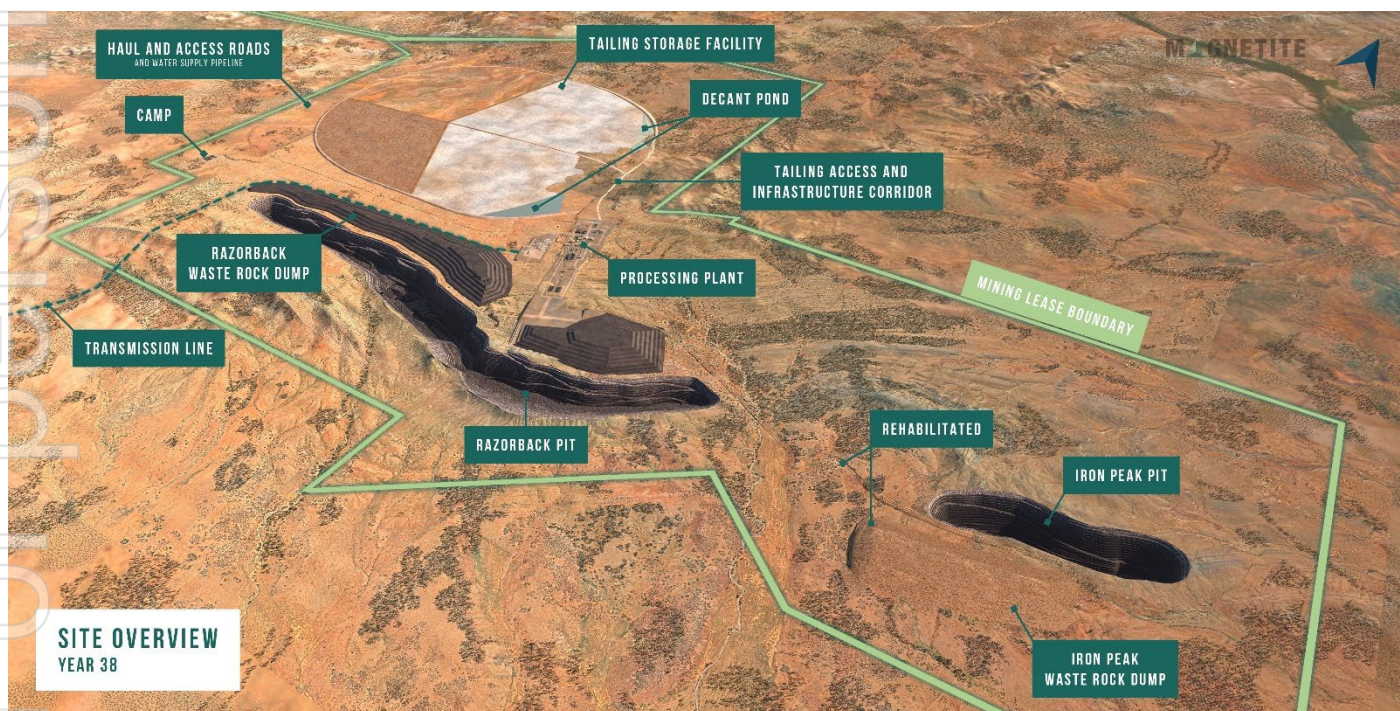 HAUL AND ACCESS ROADS
AND WATER SUPPLY PIPELINE
TAILING STORAGE FACILITY
MAGNETITE
CAMP
DECANT POND
TAILING ACCESS AND
INFRASTRUCTURE CORRIDOR
RAZORBACK
WASTE ROCK DUMP
PROCESSING PLANT
MINING LEASE BOUNDARY
TRANSMISSION LINE
RAZORBACK PIT
REHABILITATED
IRON PEAK PIT
IRON PEAK
WASTE ROCK DUMP
SITE OVERVIEW
YEAR 38